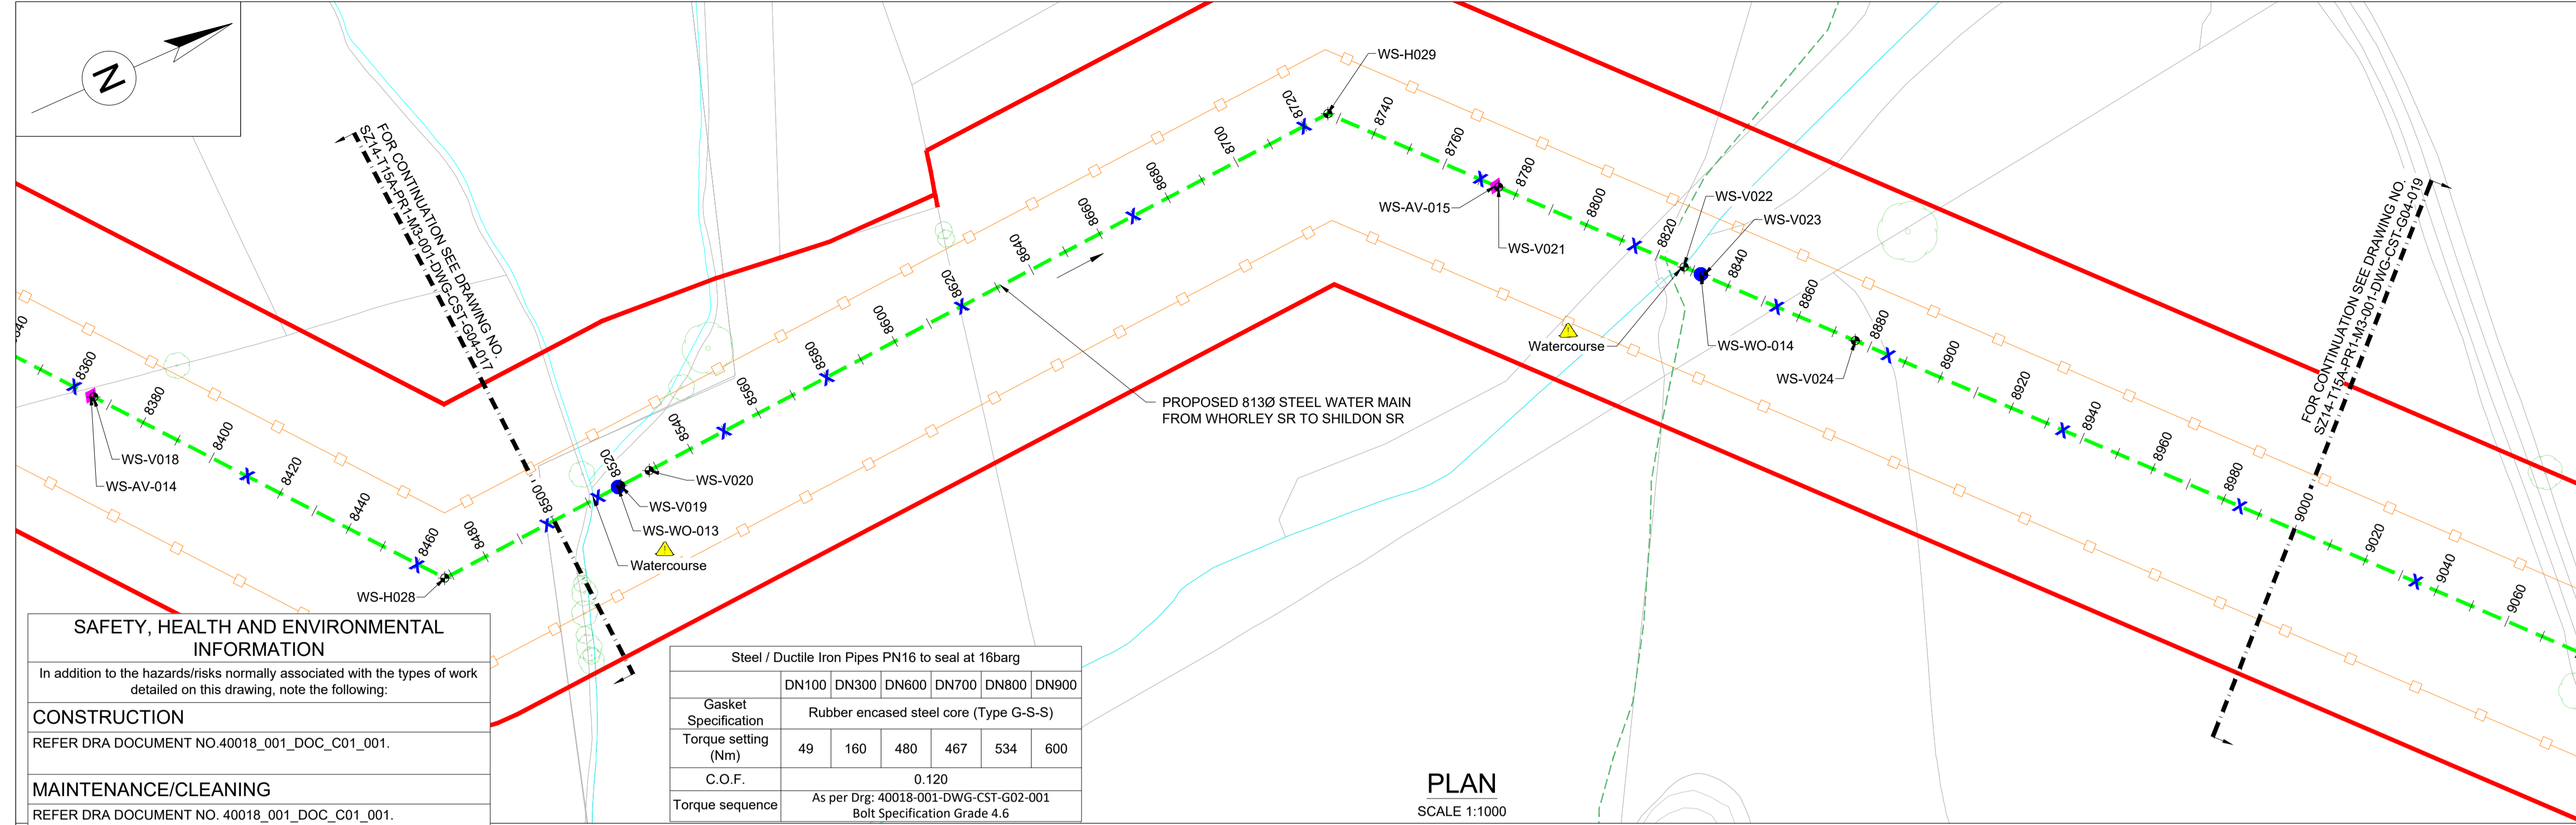 N
FOR CONTINUATION SEE DRAWING NO.
SZ14-T15A-PR1-M3-001-DWG-CST-G04-017
8360
8380
8400
8420
8440
8460
8480
8500
8520
8540
8560
8580
8600
8620
8640
8660
8680
8700
8720
8740
8760
8780
8800
8820
8840
8860
8880
8900
8920
8940
8960
8980
9000
9020
9040
9060
WS-V018
WS-AV-014
WS-H028
WS-V020
WS-V019
WS-WO-013
Watercourse
PROPOSED 813Ø STEEL WATER MAIN
FROM WHORLEY SR TO SHILDON SR
WS-H029
WS-AV-015
WS-V021
WS-V022
WS-V023
WS-WO-014
Watercourse
WS-V024
FOR CONTINUATION SEE DRAWING NO.
SZ14-T15A-PR1-M3-001-DWG-CST-G04-019
SAFETY, HEALTH AND ENVIRONMENTAL
INFORMATION
In addition to the hazards/risks normally associated with the types of work
detailed on this drawing, note the following:
CONSTRUCTION
REFER DRA DOCUMENT NO.40018_001_DOC_C01_001.
MAINTENANCE/CLEANING
REFER DRA DOCUMENT NO. 40018_001_DOC_C01_001.
Steel / Ductile Iron Pipes PN16 to seal at 16barg
DN100 DN300 DN600 DN700 DN800 DN900
Gasket
Specification
Rubber encased steel core (Type G-S-S)
Torque setting
(Nm)
49 160 480 467 534 600
C.O.F. 0.120
Torque sequence
As per Drg: 40018-001-DWG-CST-G02-001
Bolt Specification Grade 4.6
PLAN
SCALE 1:1000